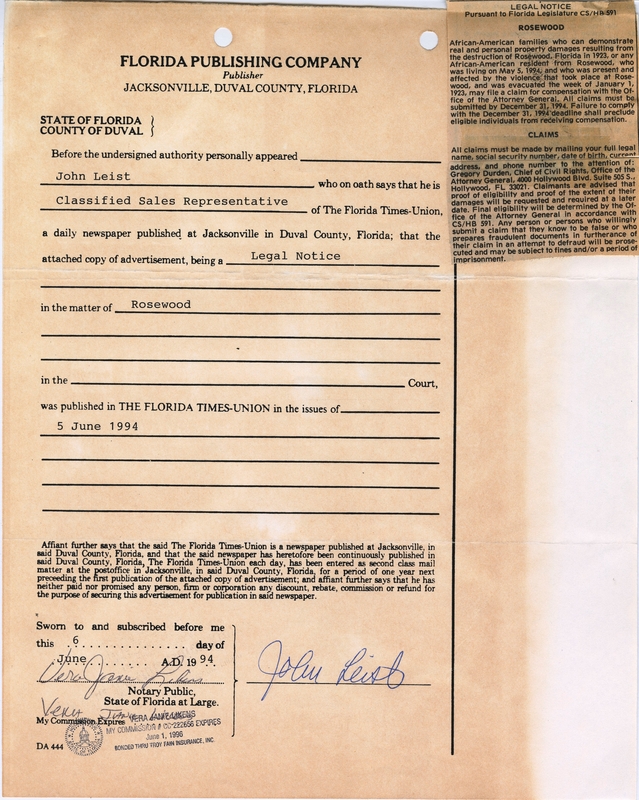 FLORIDA PUBLISHING COMPANY
Publisher
JACKSONVILLE, DUVAL COUNTY, FLORIDA
STATE OF FLORIDA
COUNTY OF DUVAL
Before the undersigned authority personally appeared
John Leist who on oath says that he is
Classified Sales Representative of The Florida Times-Union,
a daily newspaper published at Jacksonville in Duval County, Florida; that the
attached copy of advertisement, being a Legal Notice
in the matter of Rosewood
in the Court,
was published in THE FLORIDA TIMES-UNION in the issues of
5 June 1994
Affiant further says that the said The Florida Times-Union is a newspaper published at Jacksonville, in
said Duval County, Florida, and that the said newspaper has heretofore been continuously published in
said Duval County, Florida, The Florida Times-Union each day, has been entered as second class mail
matter at the postoffice in Jacksonville, in said Duval County, Florida, for a period of one year next
preceeding the first publication of the attached copy of advertisement; and affiant further says that he has
neither paid nor promised any person, firm or corporation any discount, rebate, commission or refund for
the purpose of securing this advertisement for publication in said newspaper.
Sworn to and subscribed before me
this 6 day of
June A.D. 19 94
Notary Public,
State of Florida at Large.
My Commission Expires
VERA JANE LIKENS
MY COMMISSION # CC 222656 EXPIRES
June 1, 1996
BONDED THRU TROY FAIN INSURANCE, INC.
DA 444
John Leist
LEGAL NOTICE
Pursuant to Florida Legislature CS/HB 591
ROSEWOOD
African-American families who can demonstrate
real and personal property damages resulting from
the destruction of Rosewood, Florida in 1923, or any
African-American resident from Rosewood, who
was living on May 5, 1994, and who was present and
affected by the violence that took place at Rose-
wood, and was evacuated the week of January 1,
1923, may file a claim for compensation with the Of-
fice of the Attorney General. All claims must be
submitted by December 31, 1994. Failure to comply
with the December 31, 1994 deadline shall preclude
eligible individuals from receiving compensation.
CLAIMS
All claims must be made by mailing your full legal
name, social security number, date of birth, current
address, and phone number to the attention of:
Gregory Durden, Chief of Civil Rights, Office of the
Attorney General, 4000 Hollywood Blvd. Suite 505 S.,
Hollywood, FL 33021. Claimants are advised that
proof of eligibility and proof of the extent of their
damages will be requested and required at a later
date. Final eligibility will be determined by the Of-
fice of the Attorney General in accordance with
CS/HB 591. Any person or persons who willingly
submit a claim that they know to be false or who
prepares fraudulent documents in furtherance of
their claim in an attempt to defraud will be prose-
cuted and may be subject to fines and/or a period of
imprisonment.